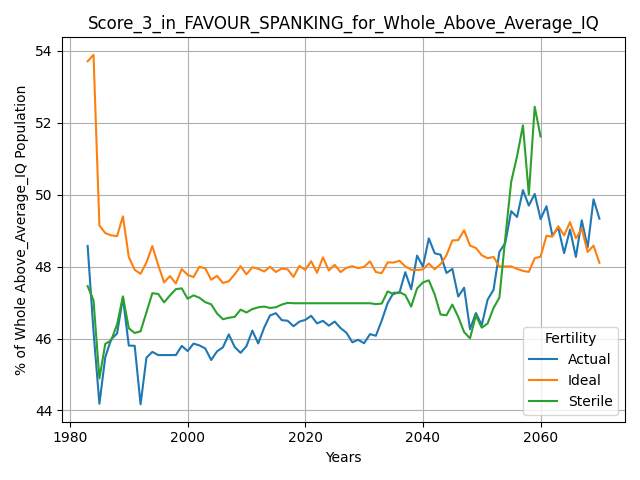 Score_3_in_FAVOUR_SPANKING_for_Whole_Above_Average_IQ
% of Whole Above_Average_IQ Population
54
52
50
48
46
44
1980
2000
2020
2040
2060
Years
Fertility
Actual
Ideal
Sterile